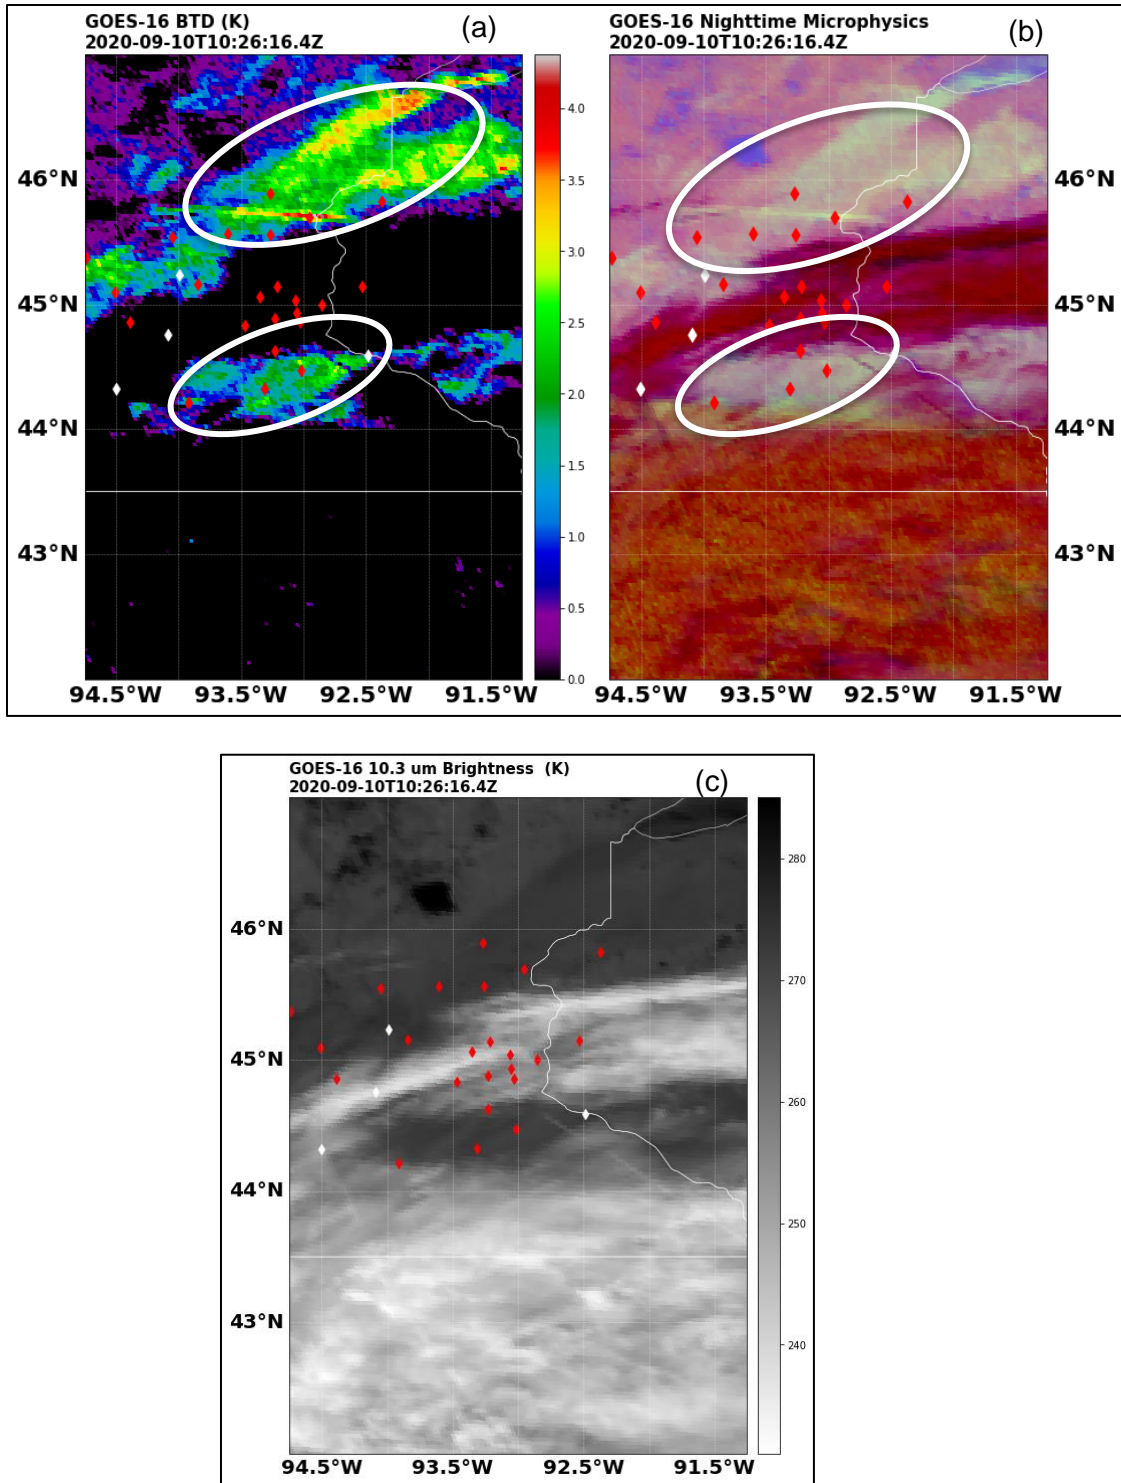 GOES-16 BTD (K)
2020-09-10T10:26:16.4Z
(a)
46°N
45°N
44°N
43°N
94.5°W 93.5°W 92.5°W 91.5°W
4.0
3.5
3.0
2.5
2.0
1.5
1.0
0.5
0.0
GOES-16 Nighttime Microphysics
2020-09-10T10:26:16.4Z
(b)
46°N
45°N
44°N
43°N
94.5°W 93.5°W 92.5°W 91.5°W
GOES-16 10.3 um Brightness (K)
2020-09-10T10:26:16.4Z
(c)
46°N
45°N
44°N
43°N
94.5°W 93.5°W 92.5°W 91.5°W
280
270
260
250
240